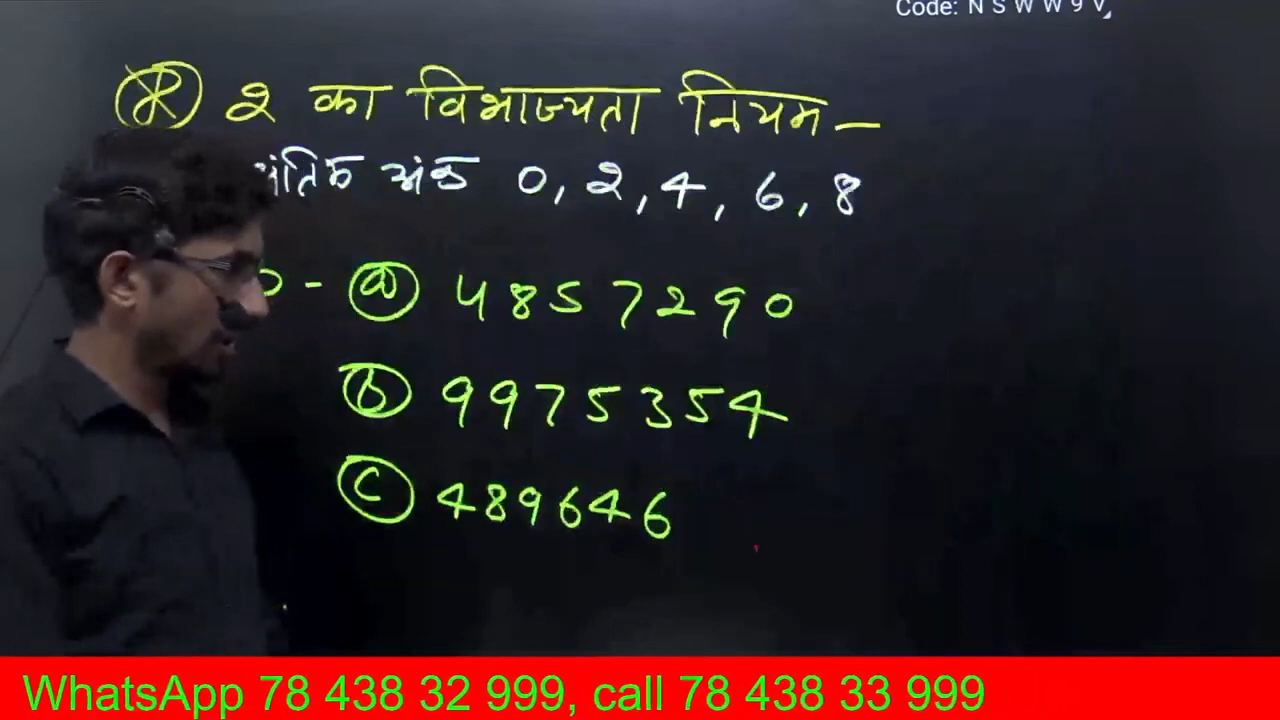 Code: N S W W 9 V
2 का विभाज्यता नियम –
अंतिम अंक 0, 2, 4, 6, 8
- (a) 4857290
(b) 9975354
(c) 489646
WhatsApp 78 438 32 999, call 78 438 33 999